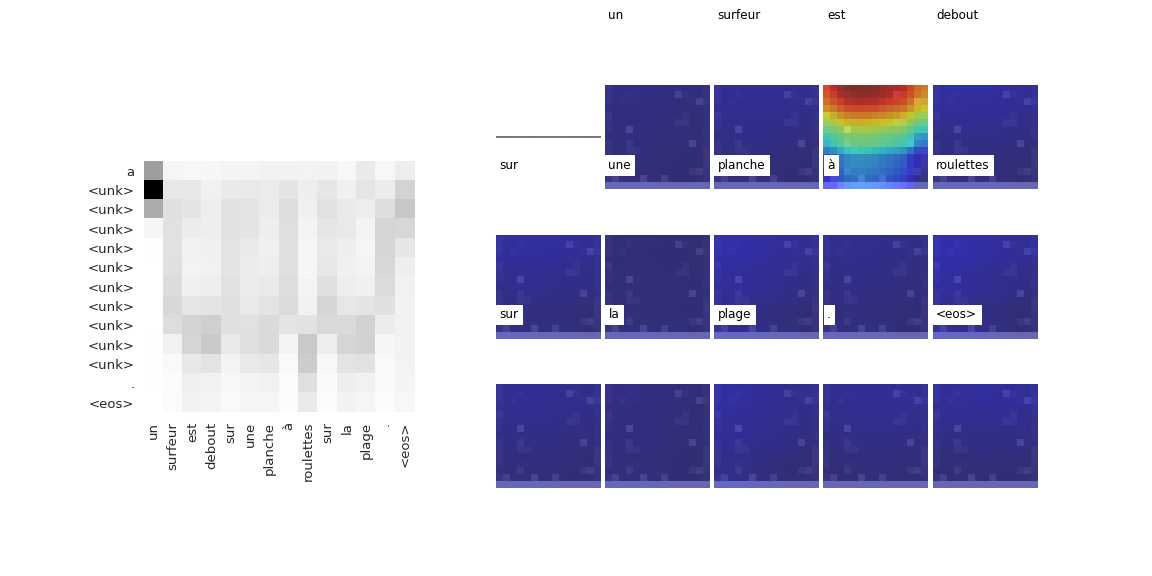 un surfeur est debout
sur une planche à roulettes
sur la plage . <eos>
a
<unk>
<unk>
<unk>
<unk>
<unk>
<unk>
<unk>
<unk>
<unk>
<unk>
.
<eos>
un surfeur est debout sur une planche à roulettes sur la plage . <eos>